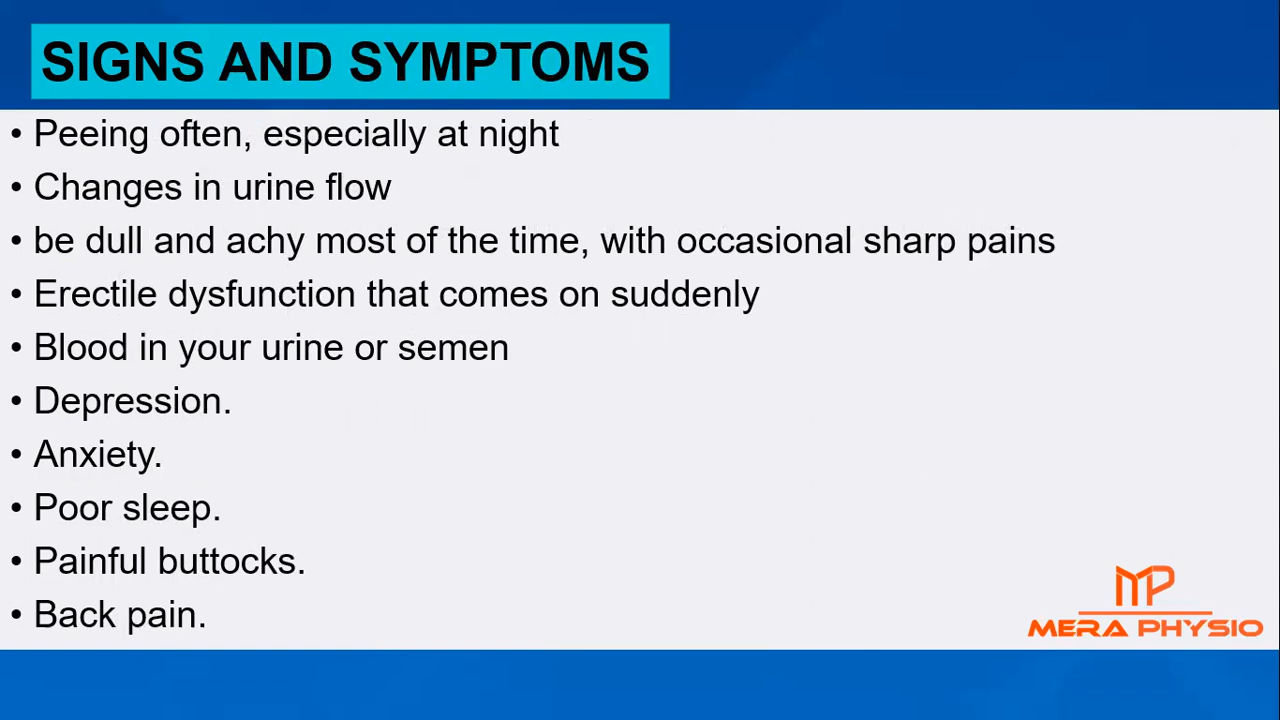 SIGNS AND SYMPTOMS
• Peeing often, especially at night
• Changes in urine flow
• be dull and achy most of the time, with occasional sharp pains
• Erectile dysfunction that comes on suddenly
• Blood in your urine or semen
• Depression.
• Anxiety.
• Poor sleep.
• Painful buttocks.
• Back pain.
MP
MERA PHYSIO